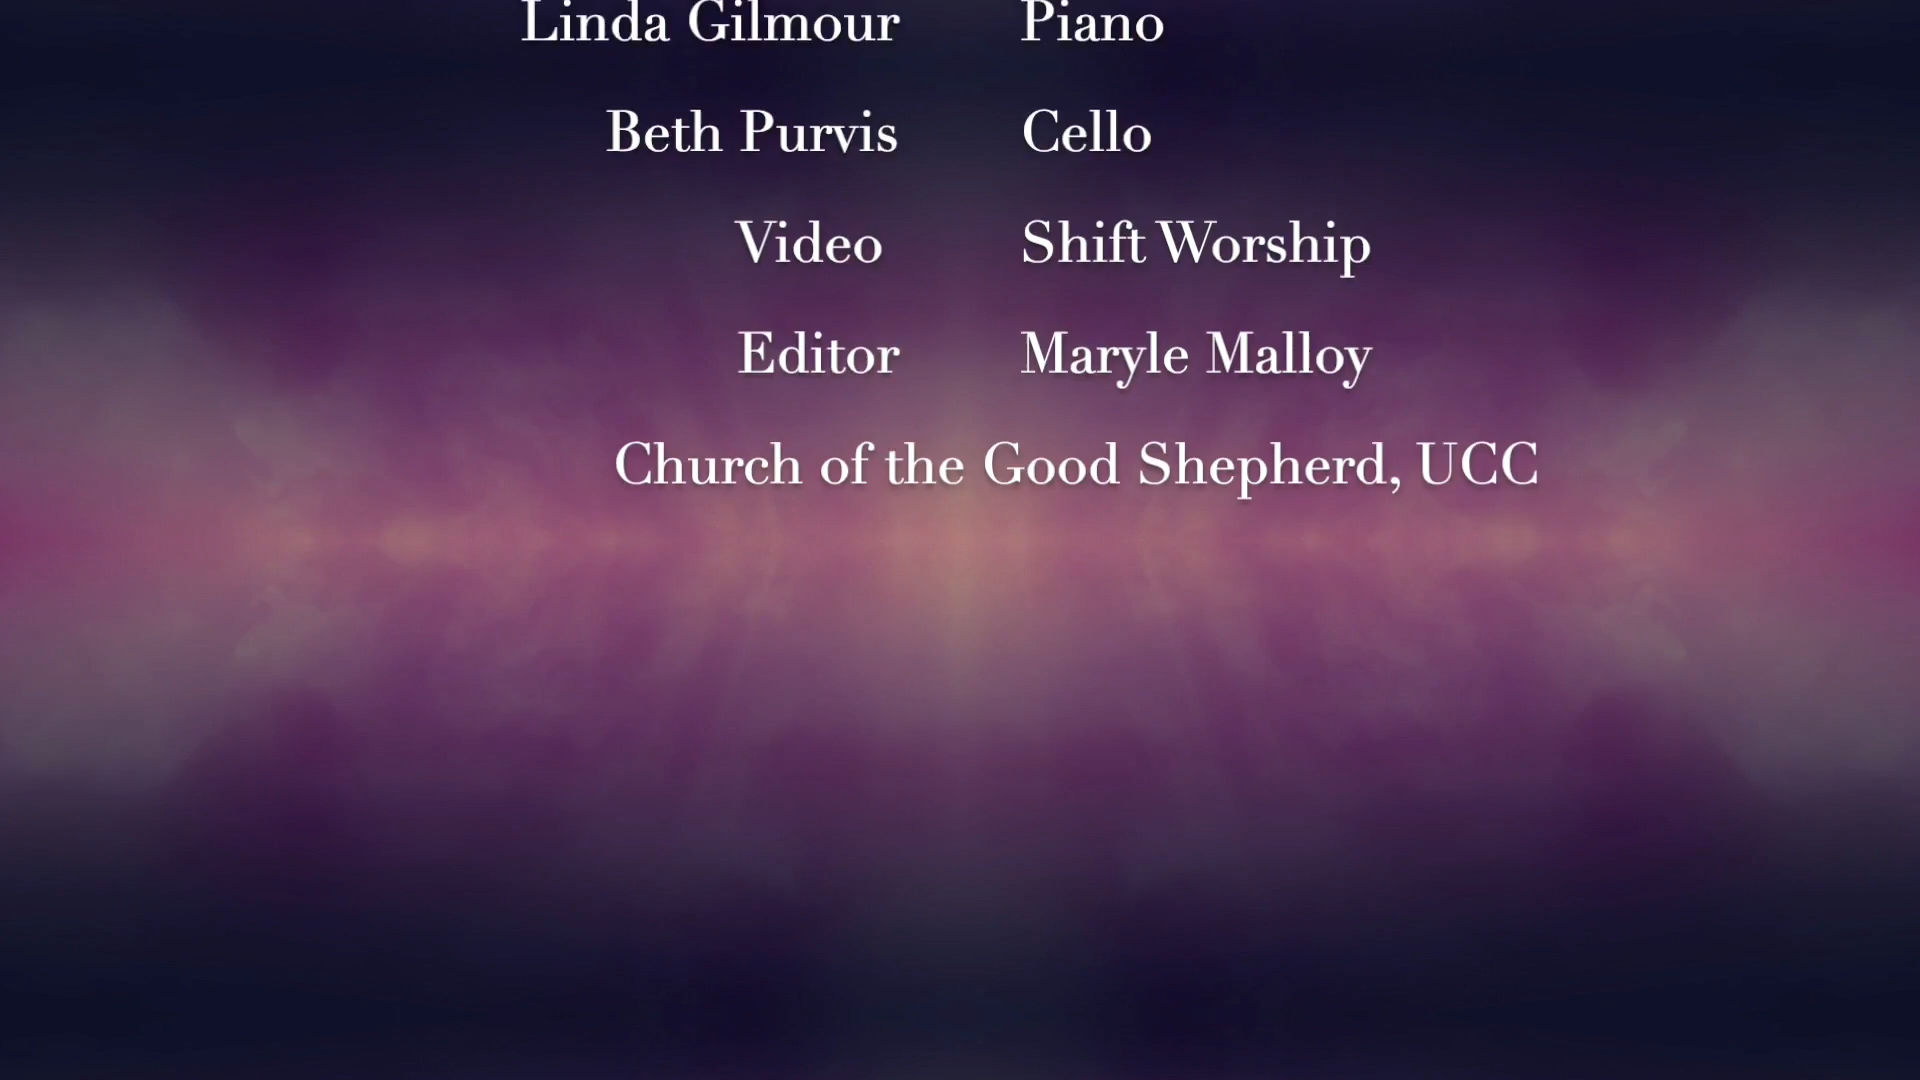 Linda Gilmour Piano
Beth Purvis Cello
Video Shift Worship
Editor Maryle Malloy
Church of the Good Shepherd, UCC